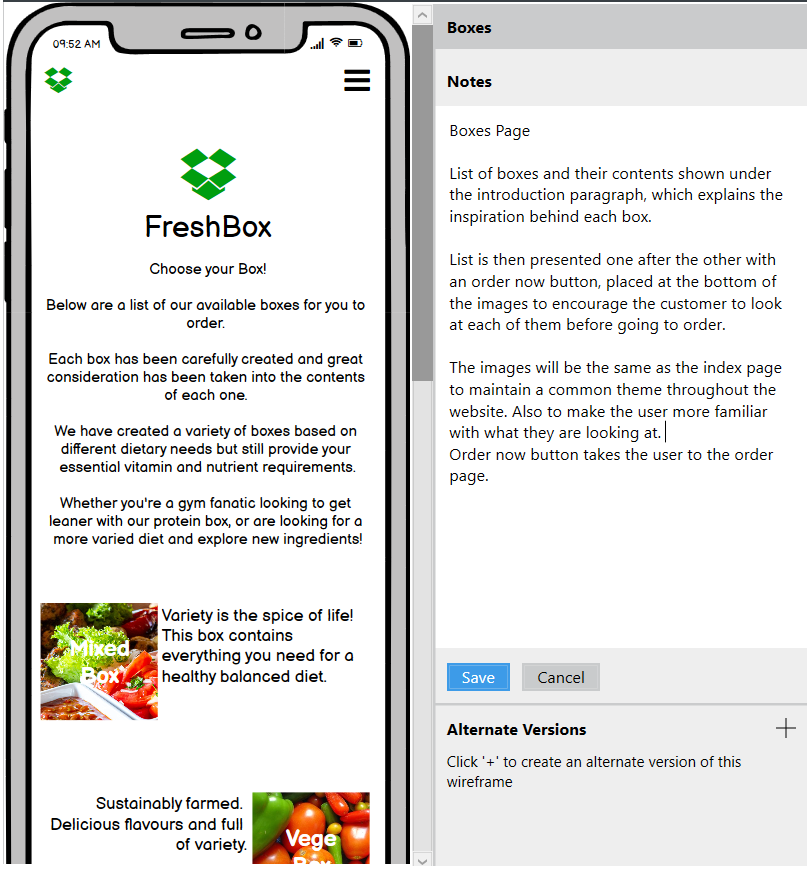 09:52 AM
FreshBox
Choose your Box!
Below are a list of our available boxes for you to
order.
Each box has been carefully created and great
consideration has been taken into the contents
of each one.
We have created a variety of boxes based on
different dietary needs but still provide your
essential vitamin and nutrient requirements.
Whether you're a gym fanatic looking to get
leaner with our protein box, or are looking for a
more varied diet and explore new ingredients!
Mixed
Box
Variety is the spice of life!
This box contains
everything you need for a
healthy balanced diet.
Sustainably farmed.
Delicious flavours and full
of variety.
Vege
Box
Boxes
Notes
Boxes Page
List of boxes and their contents shown under
the introduction paragraph, which explains the
inspiration behind each box.
List is then presented one after the other with
an order now button, placed at the bottom of
the images to encourage the customer to look
at each of them before going to order.
The images will be the same as the index page
to maintain a common theme throughout the
website. Also to make the user more familiar
with what they are looking at.
Order now button takes the user to the order
page.
Save
Cancel
Alternate Versions
Click '+' to create an alternate version of this
wireframe